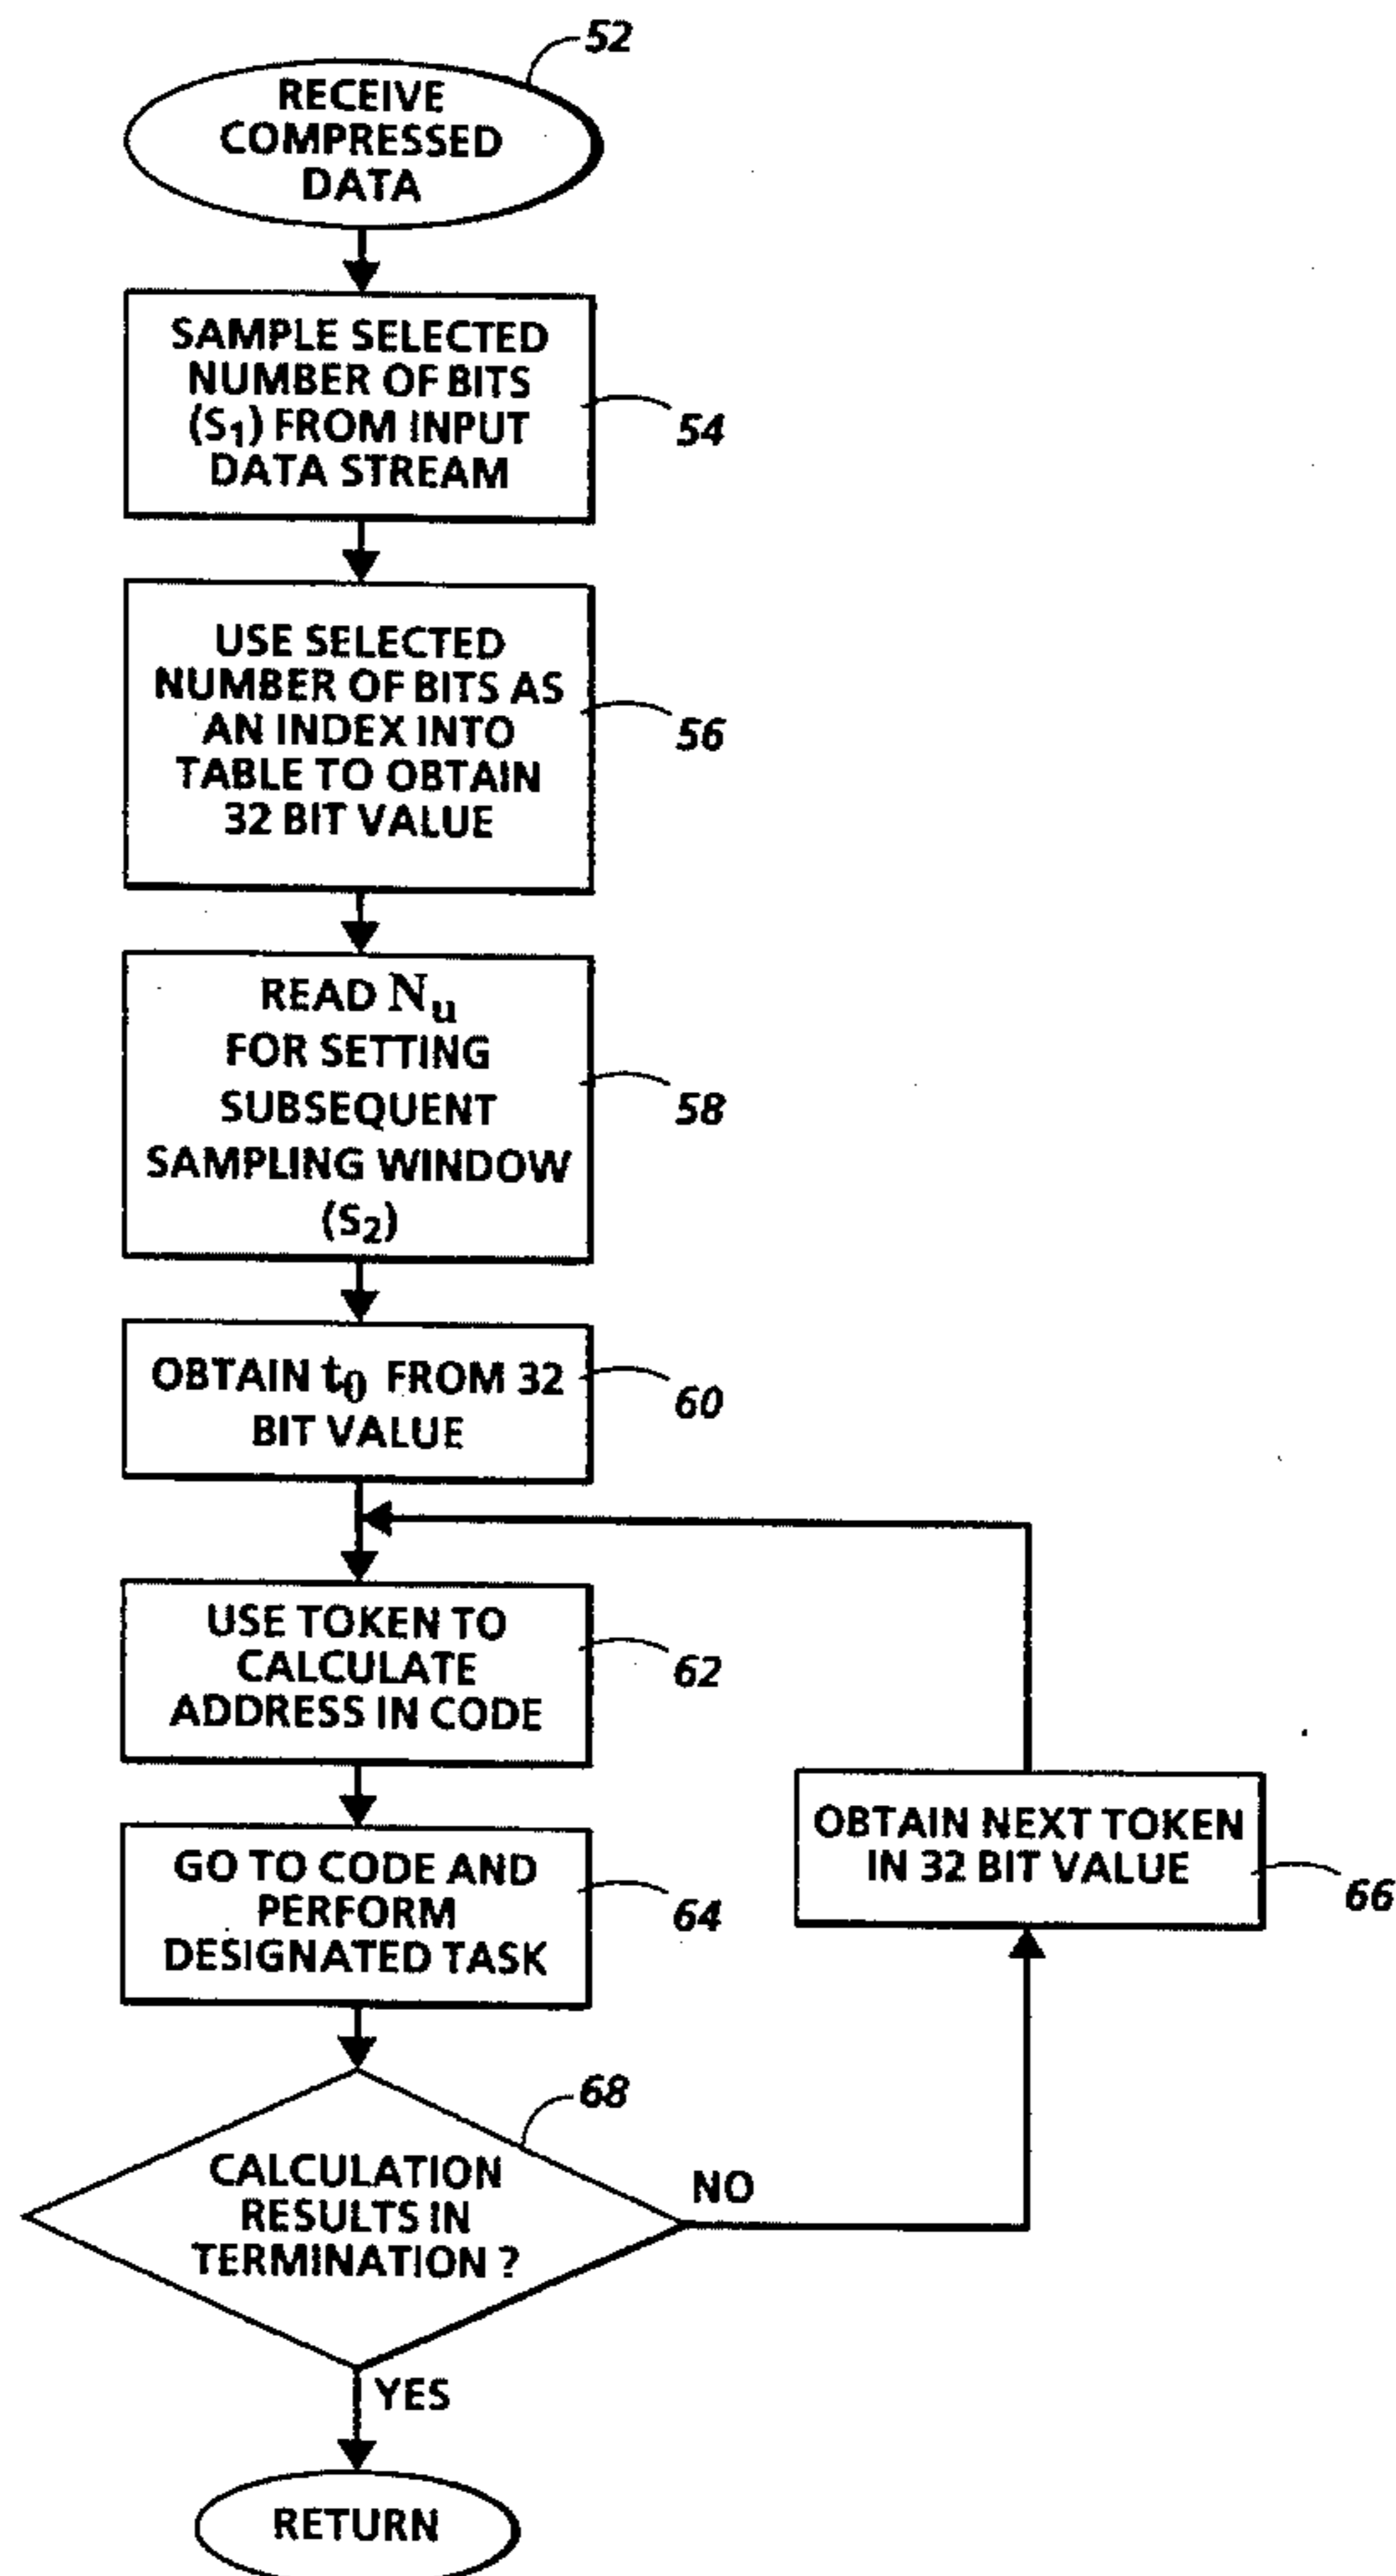 52
RECEIVE
COMPRESSED
DATA
SAMPLE SELECTED
NUMBER OF BITS
(S₁) FROM INPUT
DATA STREAM
54
USE SELECTED
NUMBER OF BITS AS
AN INDEX INTO
TABLE TO OBTAIN
32 BIT VALUE
56
READ Nᵤ
FOR SETTING
SUBSEQUENT
SAMPLING WINDOW
(S₂)
58
OBTAIN t₀ FROM 32
BIT VALUE
60
USE TOKEN TO
CALCULATE
ADDRESS IN CODE
62
GO TO CODE AND
PERFORM
DESIGNATED TASK
64
OBTAIN NEXT TOKEN
IN 32 BIT VALUE
66
68
CALCULATION
RESULTS IN
TERMINATION ?
NO
YES
RETURN